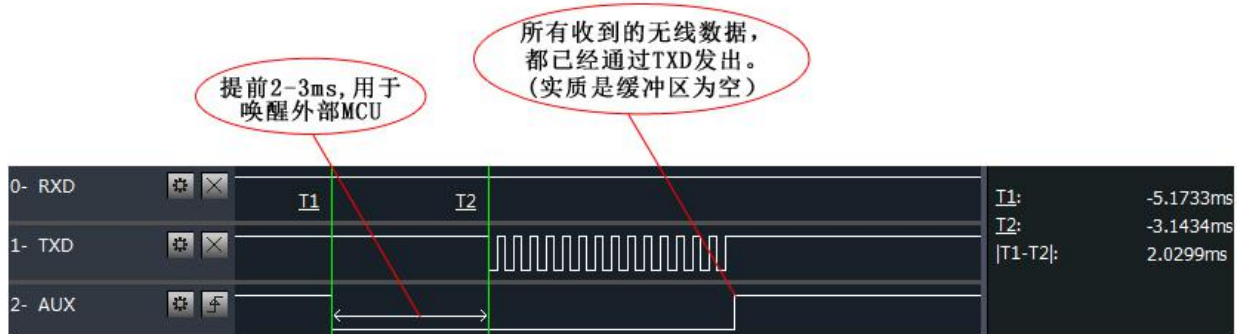 所有收到的无线数据，
都已经通过TXD发出。
(实质是缓冲区为空)
提前2-3ms,用于
唤醒外部MCU
0- RXD
T1
T2
1- TXD
2- AUX
T1: -5.1733ms
T2: -3.1434ms
|T1-T2|: 2.0299ms